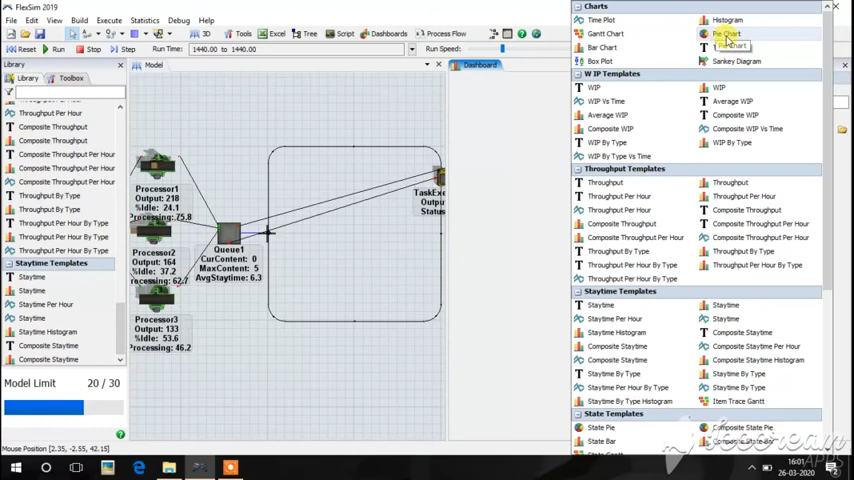 FlexSim 2019
File Edit View Build Execute Statistics Debug Help
3D Tools Excel Tree Script Dashboards Process Flow
Reset Run Stop Step Run Time: 1440.00 to 1440.00 Run Speed:
Library
Library Toolbox
Throughput Per Hour
Composite Throughput
Composite Throughput
Composite Throughput Per Hour
Composite Throughput Per Hour
Composite Throughput Per Hour
Throughput By Type
Throughput By Type
Throughput Per Hour By Type
Throughput Per Hour By Type
Throughput Per Hour By Type
Staytime Templates
Staytime
Staytime
Staytime Per Hour
Staytime
Staytime Histogram
Composite Staytime
Composite Staytime
Model Limit 20 / 30
Mouse Position [2.35, -2.55, 42.15]
Model
Processor1
Output: 218
%Idle: 24.1
Processing: 75.8
Processor2
Output: 164
%Idle: 37.2
rocessing: 62.7
Processor3
Output: 133
%Idle: 53.6
Processing: 46.2
Queue1
CurContent: 0
MaxContent: 5
AvgStaytime: 6.3
TaskExe
Outpu
Status
Dashboard
Charts
Time Plot Histogram
Gantt Chart Pie Chart
Pie Chart
Bar Chart
Box Plot Sankey Diagram
WIP Templates
WIP WIP
WIP Vs Time Average WIP
Average WIP Composite WIP
Composite WIP Composite WIP Vs Time
WIP By Type WIP By Type
WIP By Type Vs Time
Throughput Templates
Throughput Throughput
Throughput Throughput Per Hour
Throughput Per Hour Composite Throughput
Composite Throughput Composite Throughput Per Hour
Composite Throughput Per Hour Throughput By Type
Throughput By Type Throughput Per Hour By Type
Throughput Per Hour By Type
Staytime Templates
Staytime Staytime
Staytime Per Hour Staytime
Staytime Histogram Composite Staytime
Composite Staytime Composite Staytime Per Hour
Composite Staytime Composite Staytime Histogram
Staytime By Type Staytime By Type
Staytime Per Hour By Type Staytime By Type
Staytime By Type Histogram Item Trace Gantt
State Templates
State Pie Composite State Pie
State Bar Composite State Bar
Icecream
APPS
16:01
26-03-2020